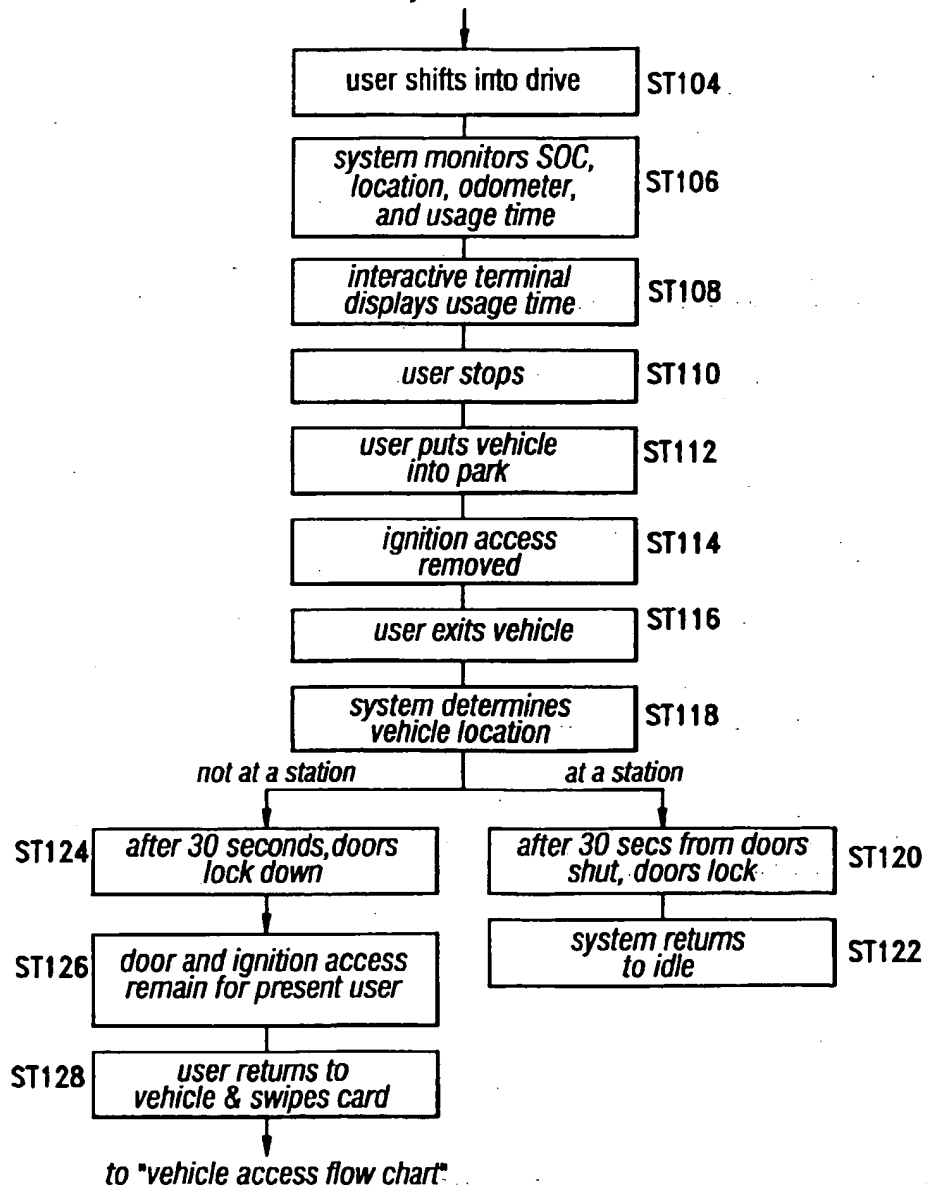 user shifts into drive ST104
system monitors SOC,
location, odometer,
and usage time
ST106
interactive terminal
displays usage time
ST108
user stops ST110
user puts vehicle
into park
ST112
ignition access
removed
ST114
user exits vehicle ST116
system determines
vehicle location
ST118
not at a station
at a station
ST124
after 30 seconds, doors
lock down
after 30 secs from doors
shut, doors lock
ST120
ST126
door and ignition access
remain for present user
system returns
to idle
ST122
ST128
user returns to
vehicle & swipes card
to "vehicle access flow chart"